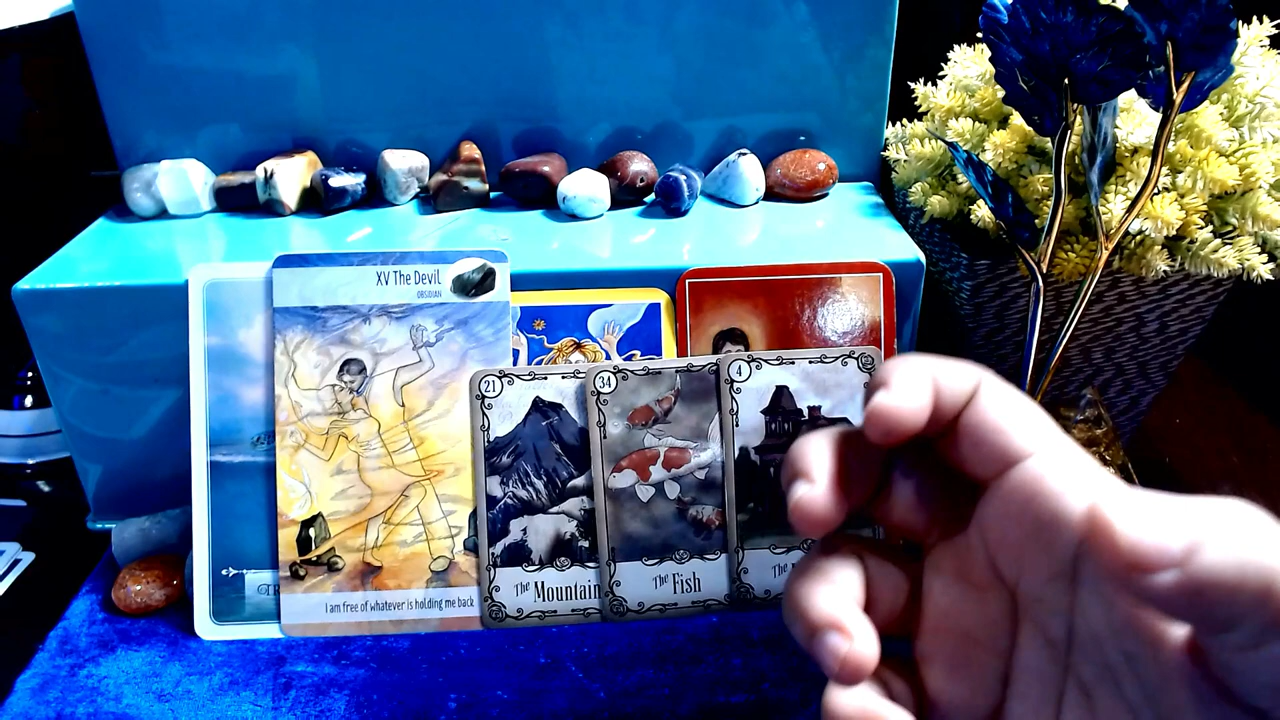 XV The Devil
OBSIDIAN
I am free of whatever is holding me back
21
The Mountain
34
The Fish
4
The